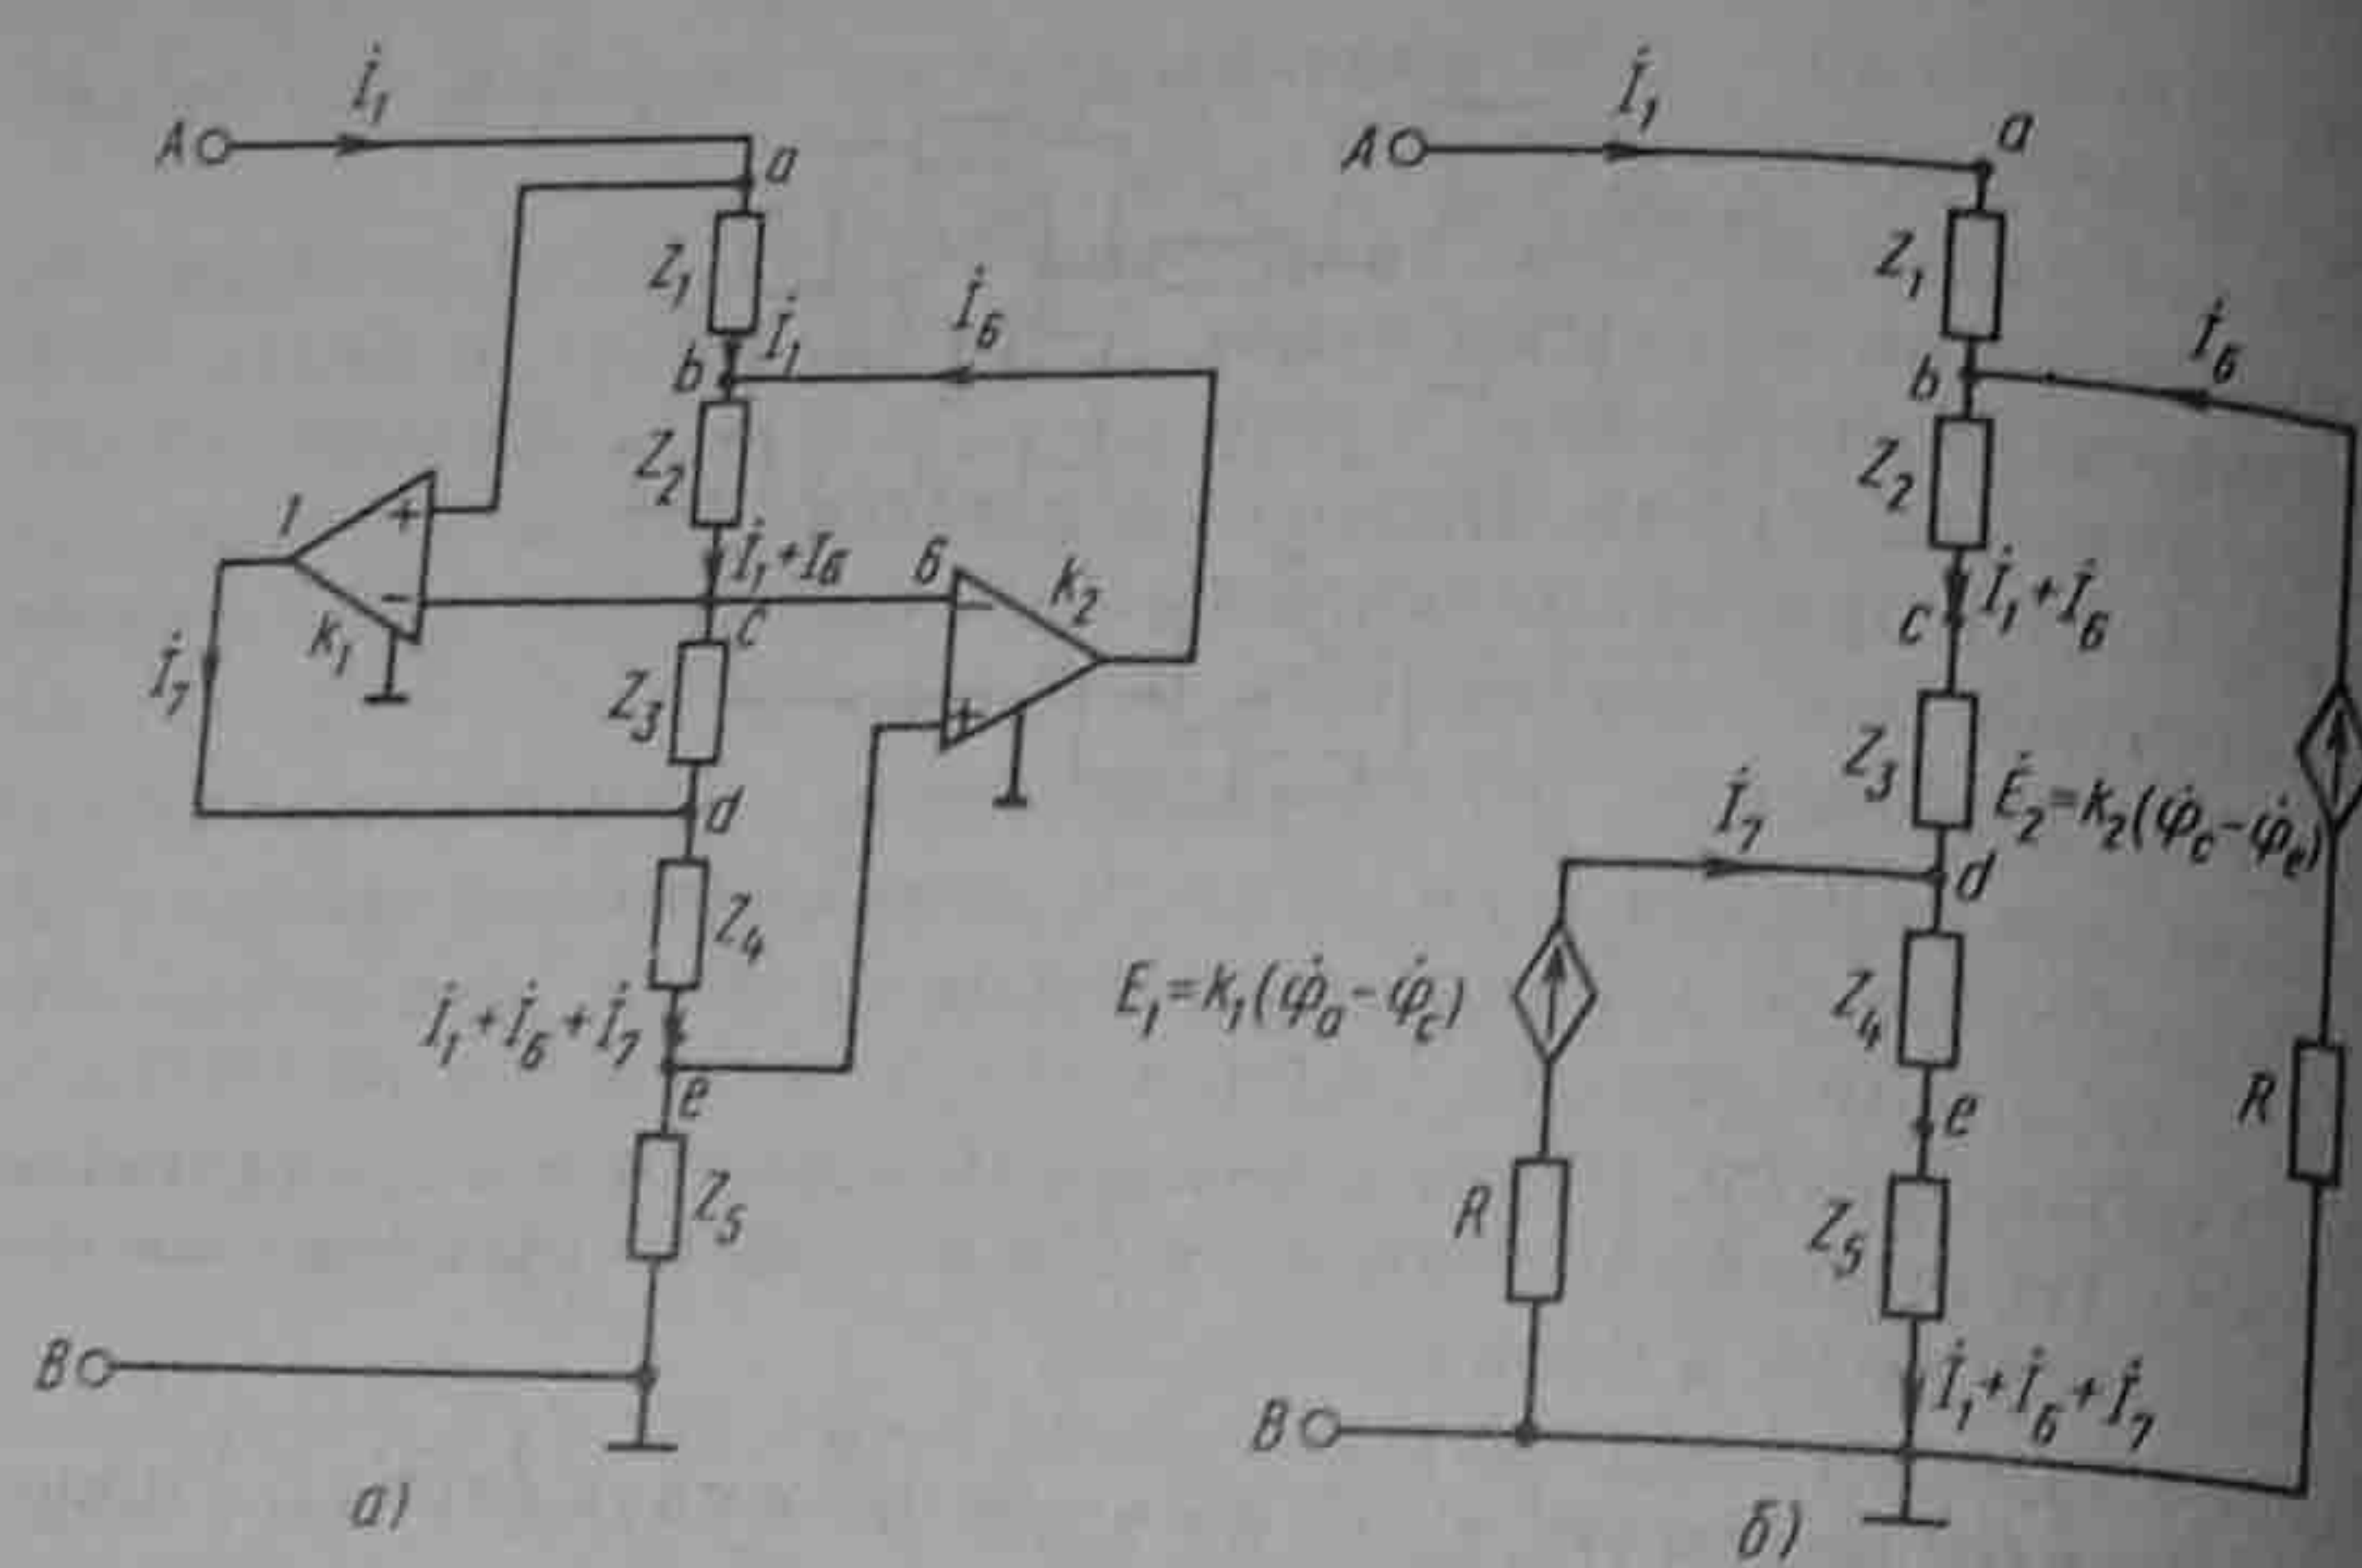 İ₁
A
a
Z₁
İ₁
b
İ₆
Z₂
1
+
İ₁+I₆
6
k₂
−
−
c
k₁
İ₇
Z₃
+
d
Z₄
İ₁+İ₆+İ₇
e
Z₅
B
а)
İ₁
A
a
Z₁
İ₆
b
Z₂
İ₁+İ₆
c
Z₃
Ė₂=k₂(φ̇c−φ̇e)
İ₇
d
E₁=k₁(φ̇a−φ̇c)
Z₄
e
R
R
Z₅
İ₁+İ₆+İ₇
B
б)